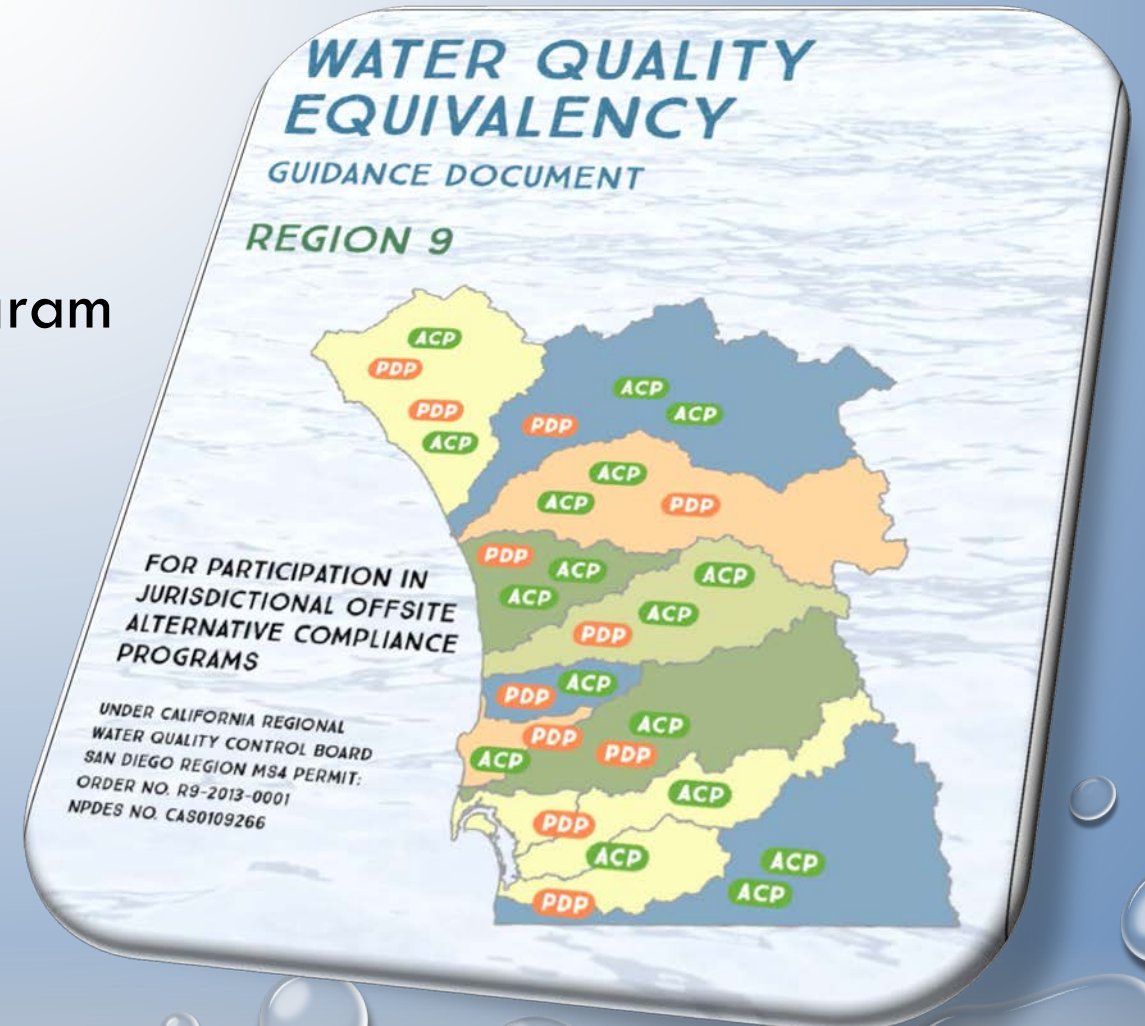 gram
WATER QUALITY
EQUIVALENCY
GUIDANCE DOCUMENT
REGION 9
ACP
PDP
PDP
ACP
ACP
ACP
PDP
ACP
ACP
PDP
PDP
ACP
ACP
ACP
ACP
PDP
PDP
ACP
ACP
PDP
PDP
ACP
ACP
PDP
ACP
ACP
ACP
PDP
FOR PARTICIPATION IN
JURISDICTIONAL OFFSITE
ALTERNATIVE COMPLIANCE
PROGRAMS
UNDER CALIFORNIA REGIONAL
WATER QUALITY CONTROL BOARD
SAN DIEGO REGION MS4 PERMIT:
ORDER NO. R9-2013-0001
NPDES NO. CAS0109266